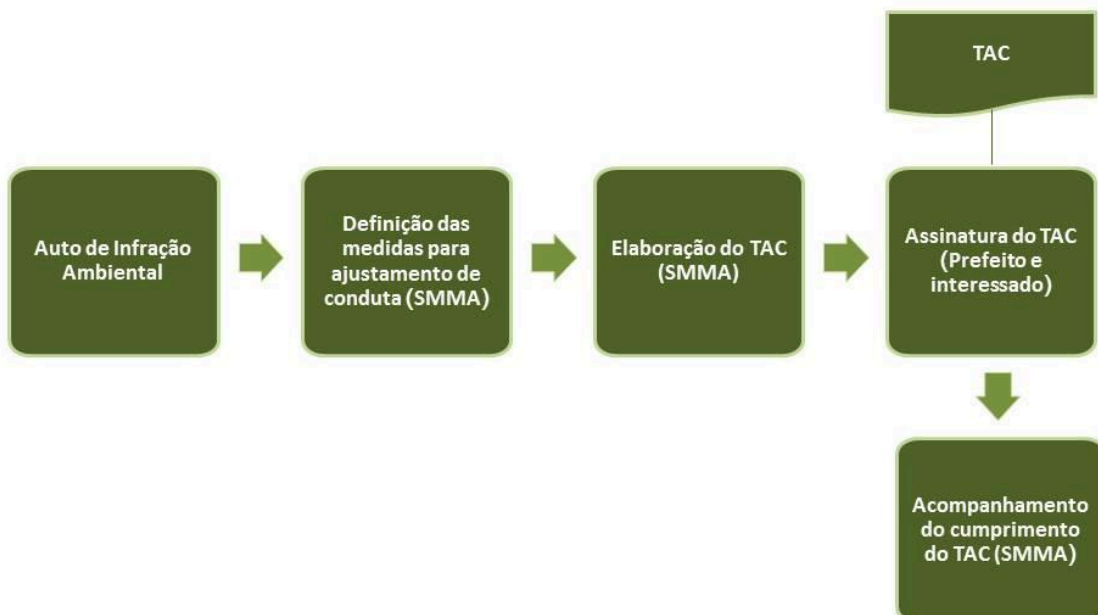 TAC
Auto de Infração
Ambiental
Definição das
medidas para
ajustamento de
conduta (SMMA)
Elaboração do TAC
(SMMA)
Assinatura do TAC
(Prefeito e
interessado)
Acompanhamento
do cumprimento
do TAC (SMMA)